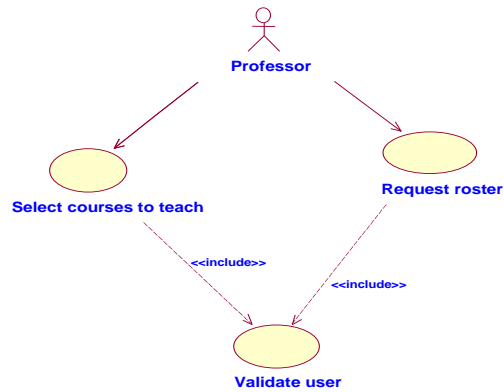 Professor
Select courses to teach
Request roster
<<include>>
<<include>>
Validate user